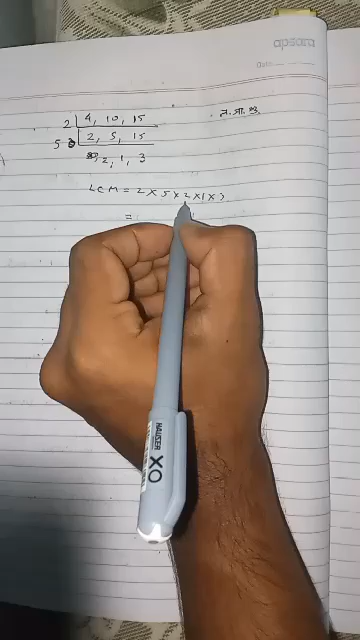 apsara
Date:
ल. सा. अ.
2 | 4, 10, 15
5 | 2, 5, 15
2, 1, 3
LCM = 2 × 5 × 2 × 1 × 3
=
HAUSER
XO